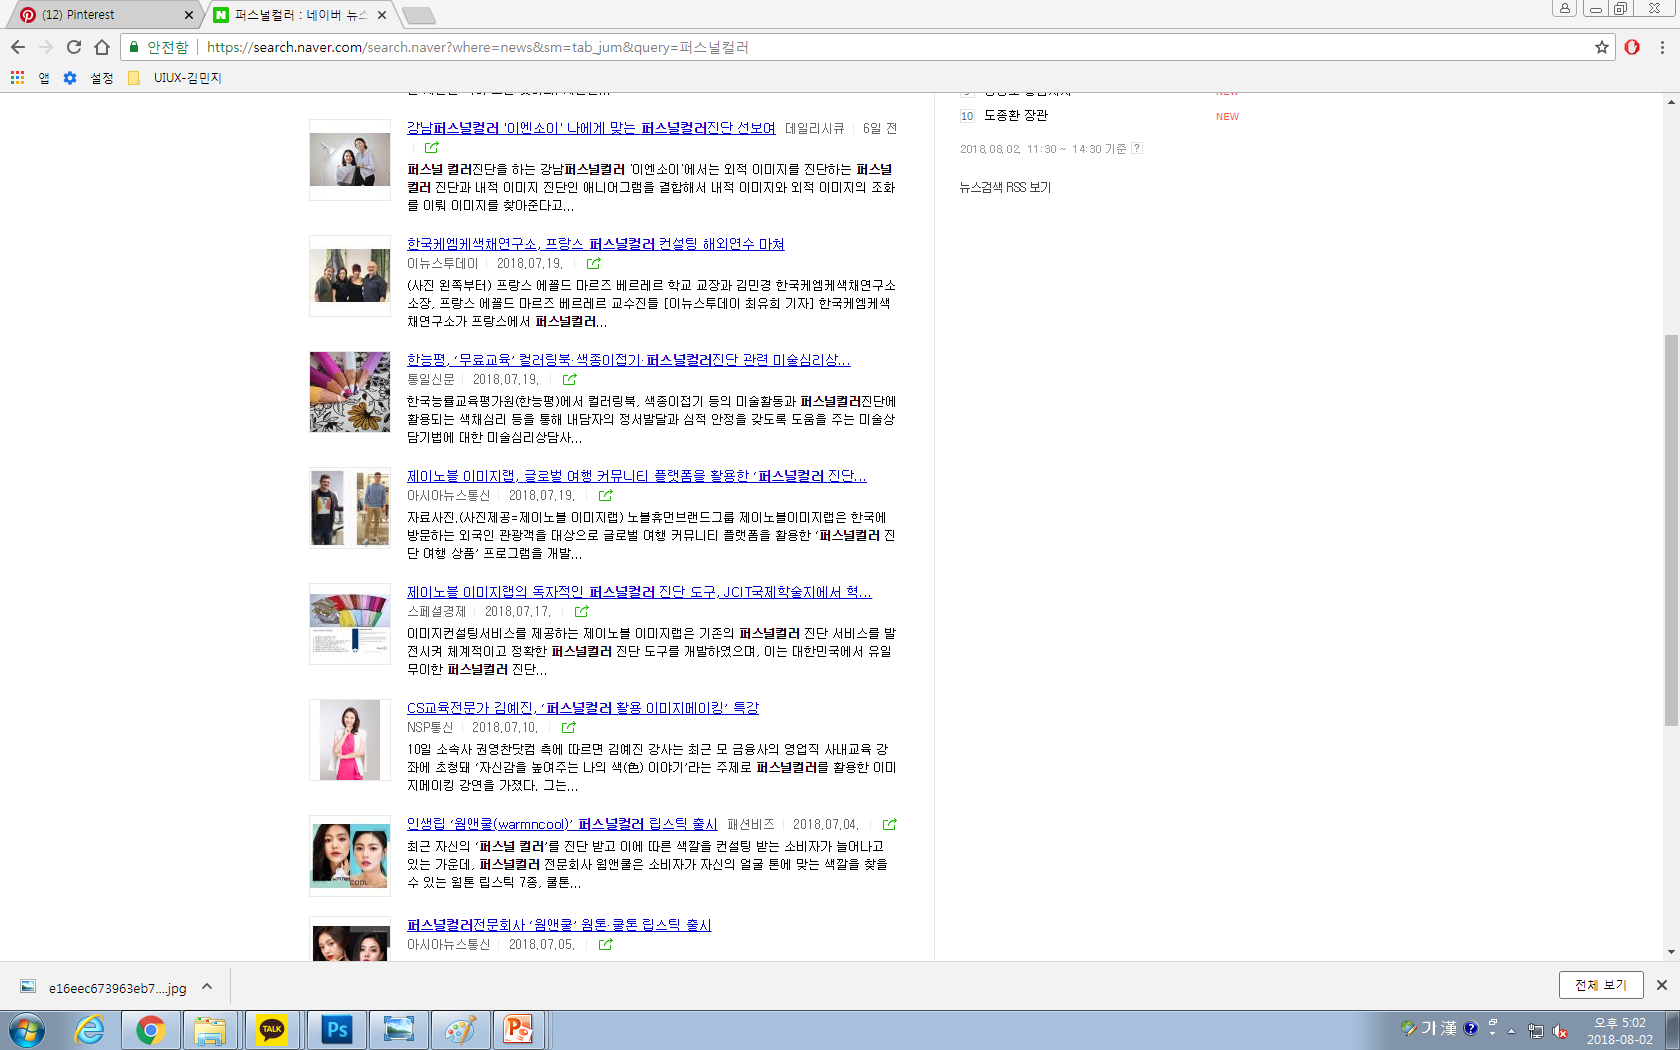 (12) Pinterest
퍼스널컬러 : 네이버 뉴스
안전함
https://search.naver.com/search.naver?where=news&sm=tab_jum&query=퍼스널컬러
앱
설정
UIUX-김민지
강남퍼스널컬러 '이엔소이' 나에게 맞는 퍼스널컬러진단 선보여 데일리시큐 6일 전
퍼스널 컬러진단을 하는 강남퍼스널컬러 '이엔소이'에서는 외적 이미지를 진단하는 퍼스널
컬러 진단과 내적 이미지 진단인 애니어그램을 결합해서 내적 이미지와 외적 이미지의 조화
를 이뤄 이미지를 찾아준다고...
한국케엠케색채연구소, 프랑스 퍼스널컬러 컨설팅 해외연수 마쳐
이뉴스투데이 2018.07.19.
(사진 왼쪽부터) 프랑스 에꼴드 마르즈 베르레르 학교 교장과 김민경 한국케엠케색채연구소
소장, 프랑스 에꼴드 마르즈 베르레르 교수진들 [이뉴스투데이 최유희 기자] 한국케엠케색
채연구소가 프랑스에서 퍼스널컬러...
한능평, '무료교육' 컬러링북·색종이접기·퍼스널컬러진단 관련 미술심리상...
통일신문 2018.07.19.
한국능률교육평가원(한능평)에서 컬러링북, 색종이접기 등의 미술활동과 퍼스널컬러진단에
활용되는 색채심리 등을 통해 내담자의 정서발달과 심적 안정을 갖도록 도움을 주는 미술상
담기법에 대한 미술심리상담사...
제이노블 이미지랩, 글로벌 여행 커뮤니티 플랫폼을 활용한 '퍼스널컬러 진단...
아시아뉴스통신 2018.07.19.
자료사진.(사진제공=제이노블 이미지랩) 노블휴먼브랜드그룹 제이노블이미지랩은 한국에
방문하는 외국인 관광객을 대상으로 글로벌 여행 커뮤니티 플랫폼을 활용한 '퍼스널컬러 진
단 여행 상품' 프로그램을 개발...
제이노블 이미지랩의 독자적인 퍼스널컬러 진단 도구, JCIT국제학술지에서 혁...
스페셜경제 2018.07.17.
이미지컨설팅서비스를 제공하는 제이노블 이미지랩은 기존의 퍼스널컬러 진단 서비스를 발
전시켜 체계적이고 정확한 퍼스널컬러 진단 도구를 개발하였으며, 이는 대한민국에서 유일
무이한 퍼스널컬러 진단...
CS교육전문가 김예진, '퍼스널컬러 활용 이미지메이킹' 특강
NSP통신 2018.07.10.
10일 소속사 권영찬닷컴 측에 따르면 김예진 강사는 최근 모 금융사의 영업직 사내교육 강
좌에 초청돼 '자신감을 높여주는 나의 색(色) 이야기'라는 주제로 퍼스널컬러를 활용한 이미
지메이킹 강연을 가졌다. 그는...
인생립 '웜앤쿨(warmncool)' 퍼스널컬러 립스틱 출시 패션비즈 2018.07.04.
최근 자신의 '퍼스널 컬러'를 진단 받고 이에 따른 색깔을 컨설팅 받는 소비자가 늘어나고
있는 가운데, 퍼스널컬러 전문회사 웜앤쿨은 소비자가 자신의 얼굴 톤에 맞는 색깔을 찾을
수 있는 웜톤 립스틱 7종, 쿨톤...
퍼스널컬러전문회사 '웜앤쿨' 웜톤·쿨톤 립스틱 출시
아시아뉴스통신 2018.07.05.
10 도종환 장관 NEW
2018.08.02. 11:30 ~ 14:30 기준 ?
뉴스검색 RSS 보기
e16eec673963eb7....jpg
전체 보기
TALK
Ps
가 漢
오후 5:02
2018-08-02